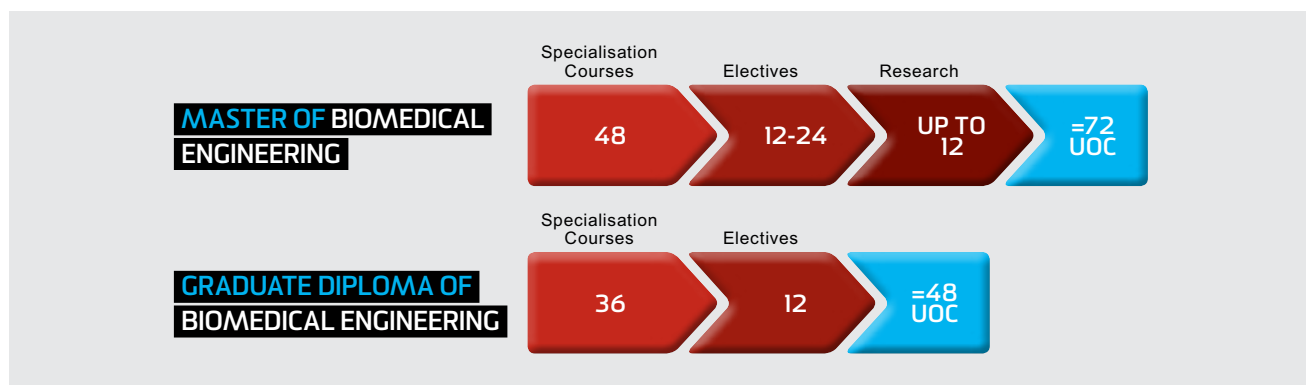 Specialisation
Courses
Electives
Research
MASTER OF BIOMEDICAL
ENGINEERING
48
12-24
UP TO
12
=72
UOC
Specialisation
Courses
Electives
GRADUATE DIPLOMA OF
BIOMEDICAL ENGINEERING
36
12
=48
UOC